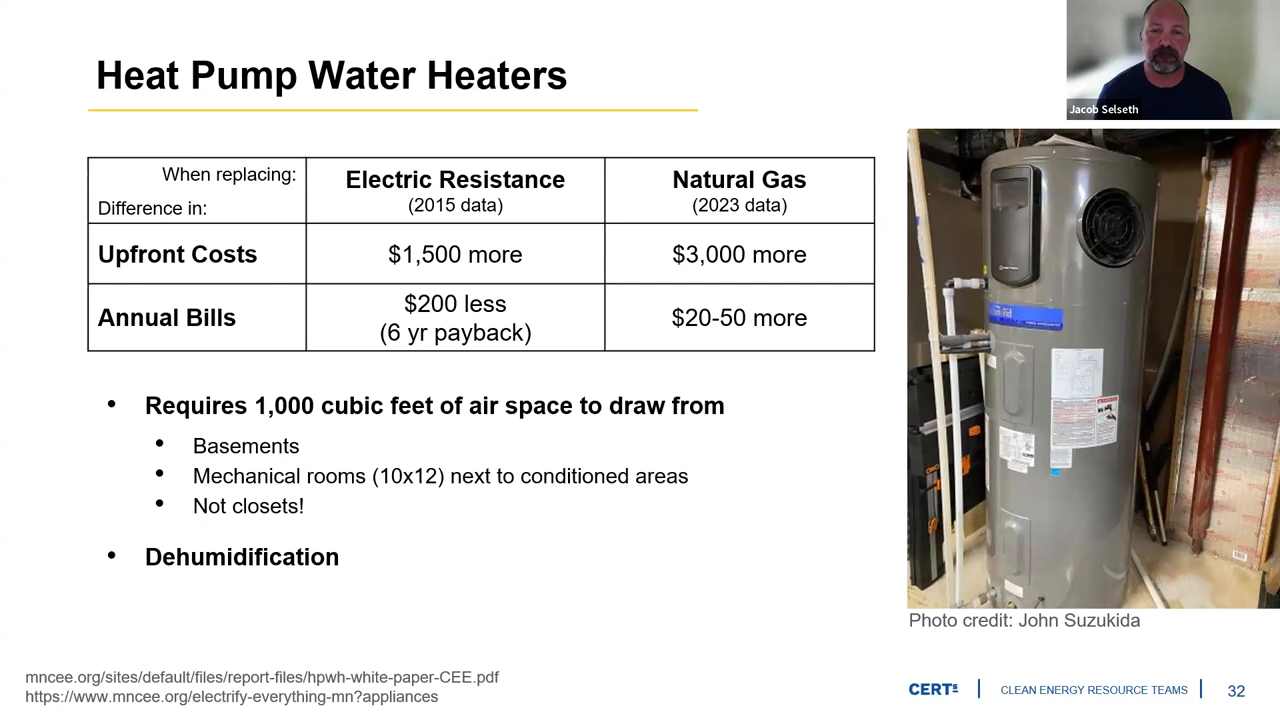 Heat Pump Water Heaters
Jacob Selseth
When replacing:
Difference in:
Electric Resistance
(2015 data)
Natural Gas
(2023 data)
Upfront Costs
$1,500 more
$3,000 more
Annual Bills
$200 less
(6 yr payback)
$20-50 more
• Requires 1,000 cubic feet of air space to draw from
• Basements
• Mechanical rooms (10x12) next to conditioned areas
• Not closets!
• Dehumidification
Photo credit: John Suzukida
mncee.org/sites/default/files/report-files/hpwh-white-paper-CEE.pdf
https://www.mncee.org/electrify-everything-mn?appliances
CERTs
CLEAN ENERGY RESOURCE TEAMS
32